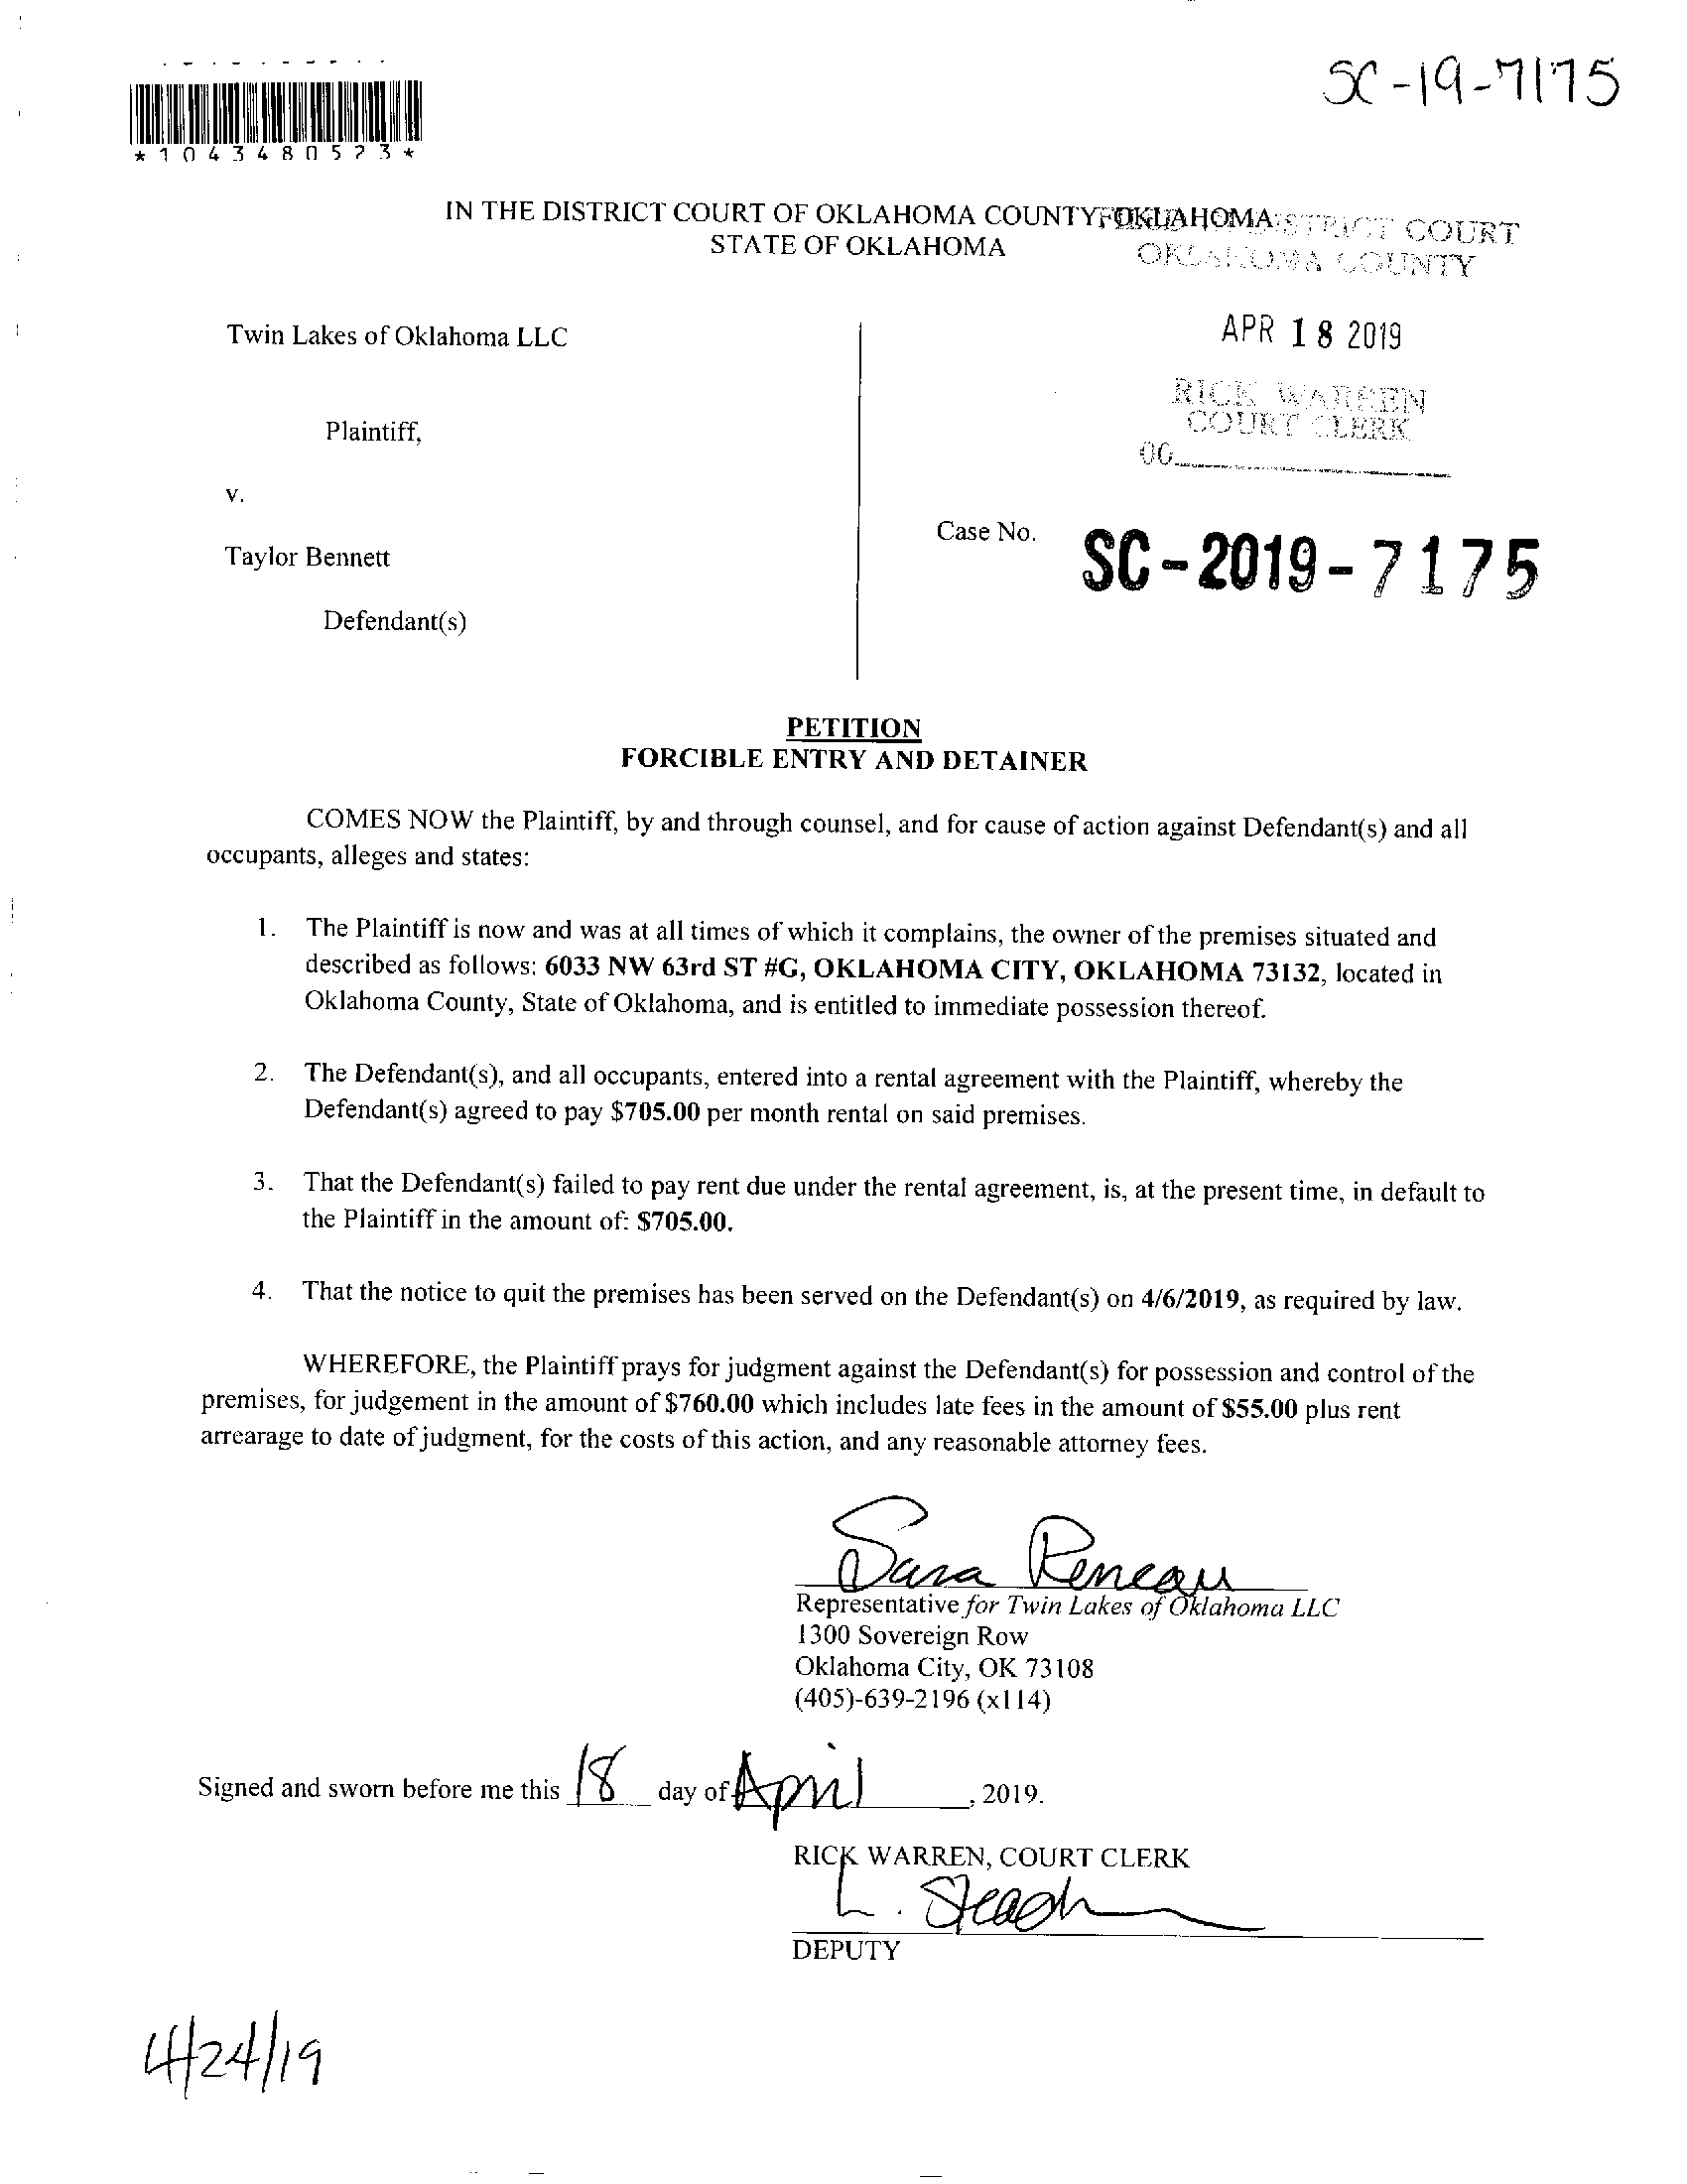 SC-19-7175
*1043480523*
IN THE DISTRICT COURT OF OKLAHOMA COUNTY, OKLAHOMA
STATE OF OKLAHOMA
DISTRICT COURT
OKLAHOMA COUNTY
Twin Lakes of Oklahoma LLC
APR 18 2019
RICK WARREN
COURT CLERK
Plaintiff,
v.
Case No.
SC-2019-7175
Taylor Bennett
Defendant(s)
PETITION
FORCIBLE ENTRY AND DETAINER
COMES NOW the Plaintiff, by and through counsel, and for cause of action against Defendant(s) and all
occupants, alleges and states:
1. The Plaintiff is now and was at all times of which it complains, the owner of the premises situated and
described as follows: 6033 NW 63rd ST #G, OKLAHOMA CITY, OKLAHOMA 73132, located in
Oklahoma County, State of Oklahoma, and is entitled to immediate possession thereof.
2. The Defendant(s), and all occupants, entered into a rental agreement with the Plaintiff, whereby the
Defendant(s) agreed to pay $705.00 per month rental on said premises.
3. That the Defendant(s) failed to pay rent due under the rental agreement, is, at the present time, in default to
the Plaintiff in the amount of: $705.00.
4. That the notice to quit the premises has been served on the Defendant(s) on 4/6/2019, as required by law.
WHEREFORE, the Plaintiff prays for judgment against the Defendant(s) for possession and control of the
premises, for judgement in the amount of $760.00 which includes late fees in the amount of $55.00 plus rent
arrearage to date of judgment, for the costs of this action, and any reasonable attorney fees.
Sara Reneau
Representative for Twin Lakes of Oklahoma LLC
1300 Sovereign Row
Oklahoma City, OK 73108
(405)-639-2196 (x114)
Signed and sworn before me this 18 day of April, 2019.
RICK WARREN, COURT CLERK
L.
DEPUTY
4/24/19